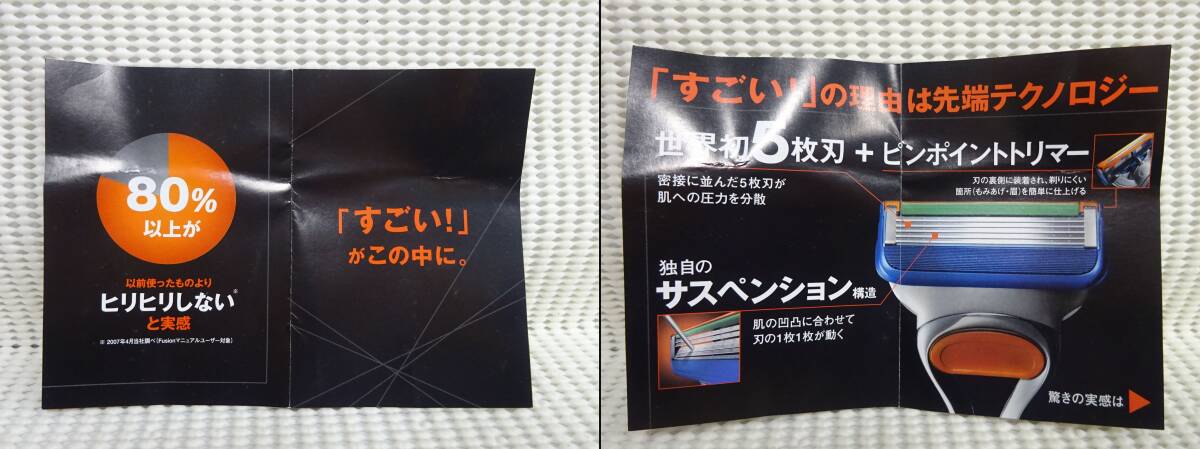 80%
以上が
以前使ったものより
ヒリヒリしない※
と実感
※ 2007年4月当社調べ(Fusionマニュアルユーザー対象)
「すごい!」
がこの中に。
「すごい!」の理由は先端テクノロジー
世界初5枚刃 + ピンポイントトリマー
密接に並んだ5枚刃が
肌への圧力を分散
刃の裏側に装着され、剃りにくい
箇所(もみあげ・眉)を簡単に仕上げる
独自の
サスペンション構造
肌の凹凸に合わせて
刃の1枚1枚が動く
驚きの実感は